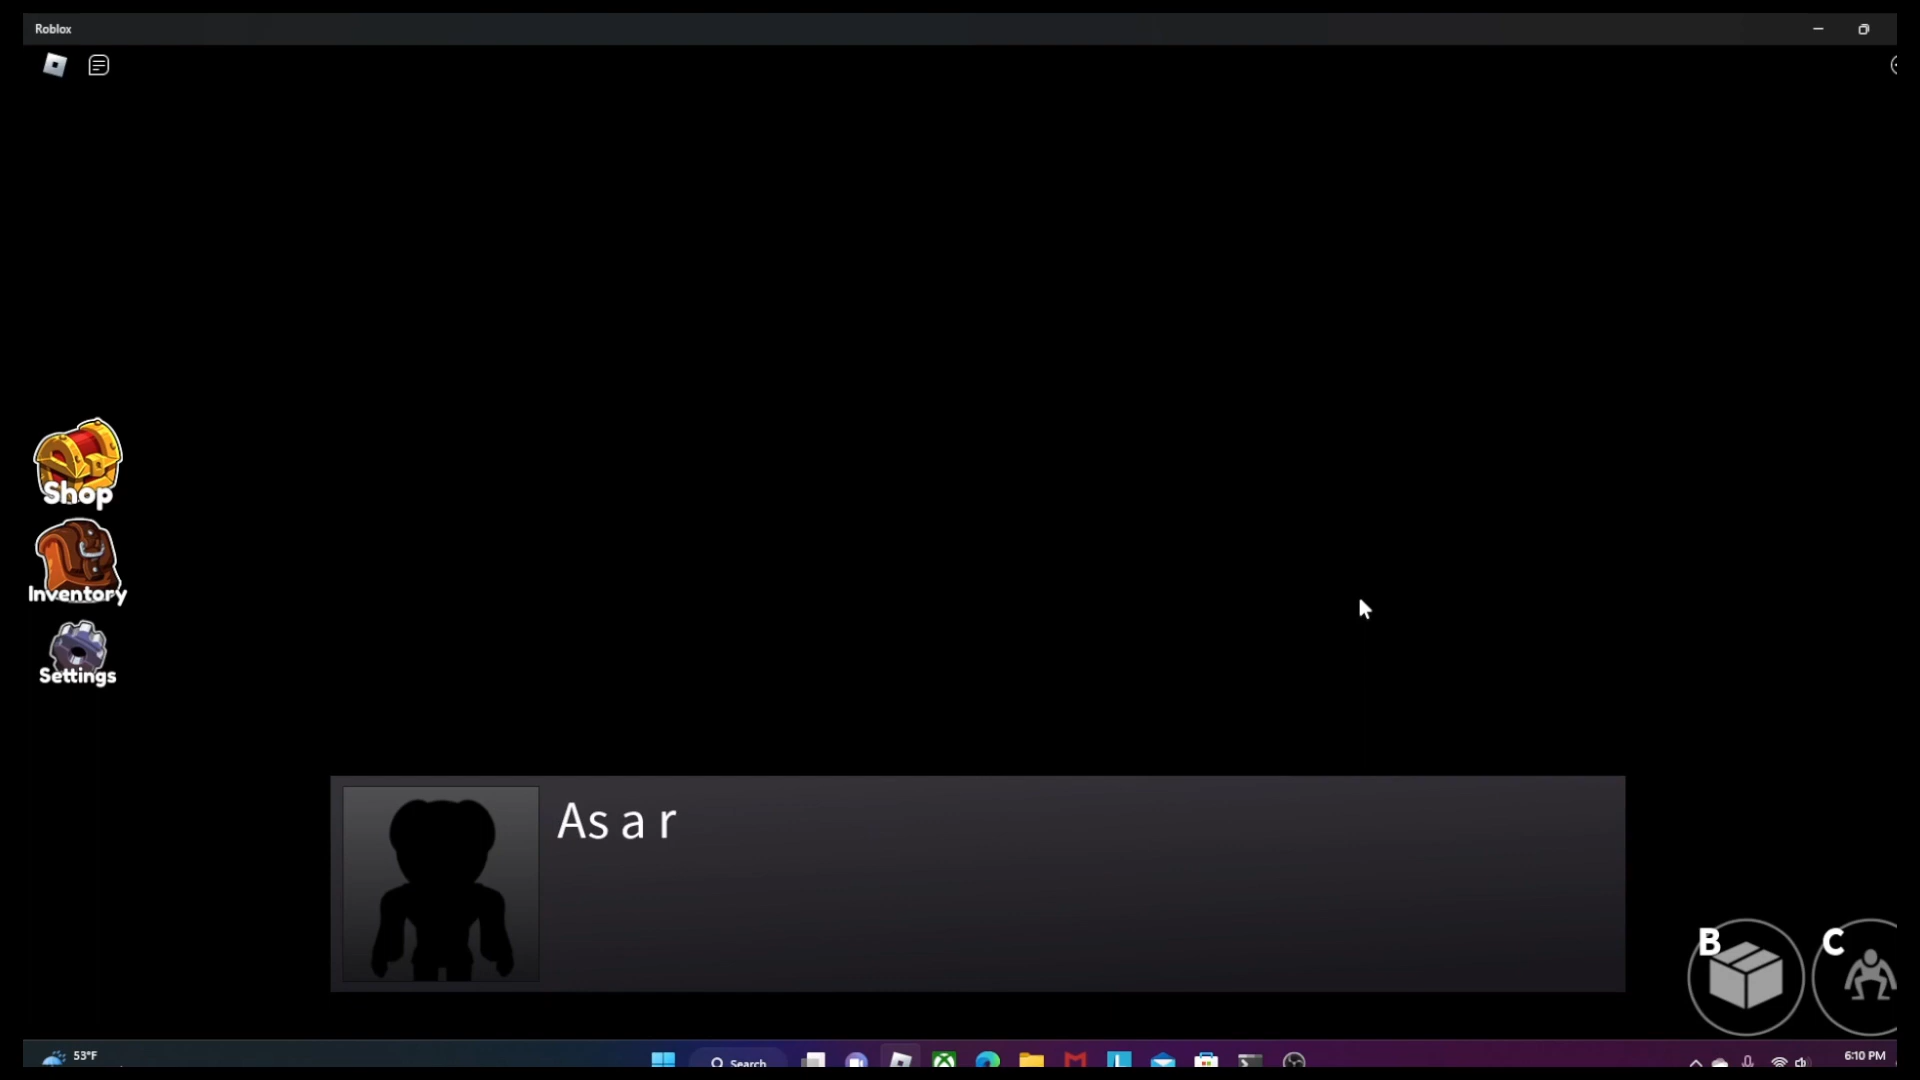 Roblox
Shop
Inventory
Settings
As a r
B
C
53°F
Search
6:10 PM